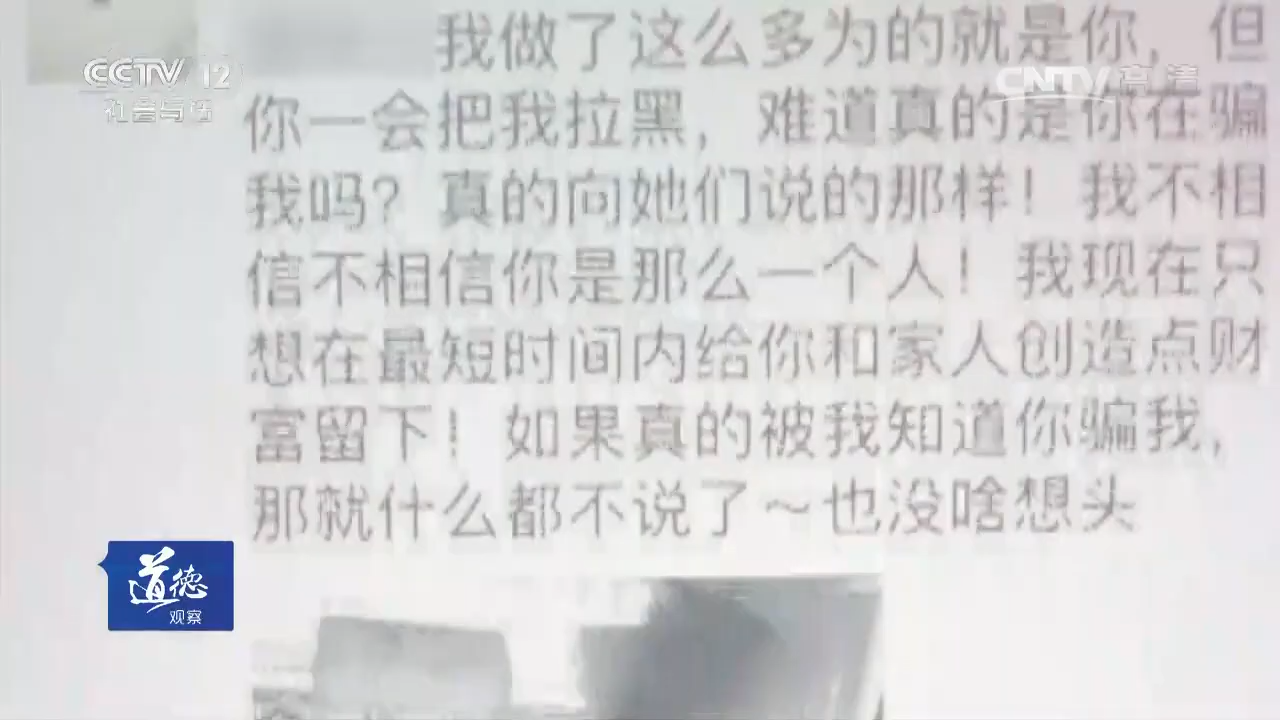 我做了这么多为的就是你，但
你一会把我拉黑，难道真的是你在骗
我吗？真的向她们说的那样！我不相
信不相信你是那么一个人！我现在只
想在最短时间内给你和家人创造点财
富留下！如果真的被我知道你骗我，
那就什么都不说了～也没啥想头
CCTV 12
社会与法
CNTV 高清
道德
观察